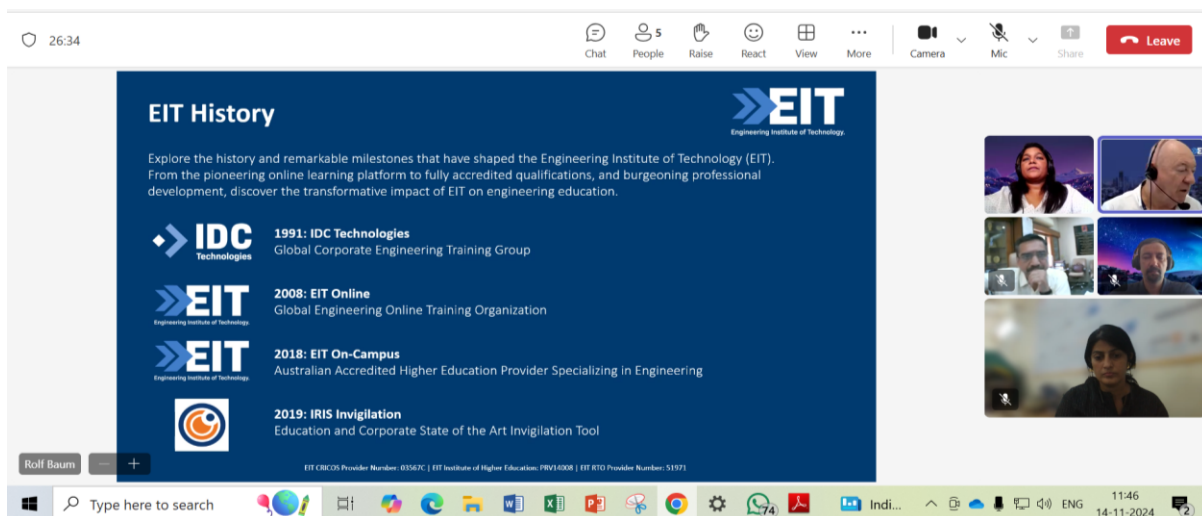 26:34
Chat
5
People
Raise
React
View
More
Camera
Mic
Share
Leave
EIT History
EIT
Engineering Institute of Technology.
Explore the history and remarkable milestones that have shaped the Engineering Institute of Technology (EIT).
From the pioneering online learning platform to fully accredited qualifications, and burgeoning professional
development, discover the transformative impact of EIT on engineering education.
IDC
Technologies
1991: IDC Technologies
Global Corporate Engineering Training Group
EIT
Engineering Institute of Technology.
2008: EIT Online
Global Engineering Online Training Organization
EIT
Engineering Institute of Technology.
2018: EIT On-Campus
Australian Accredited Higher Education Provider Specializing in Engineering
2019: IRIS Invigilation
Education and Corporate State of the Art Invigilation Tool
Rolf Baum
EIT CRICOS Provider Number: 03567C | EIT Institute of Higher Education: PRV14008 | EIT RTO Provider Number: 51971
Type here to search
74
Indi...
ENG
11:46
14-11-2024
2